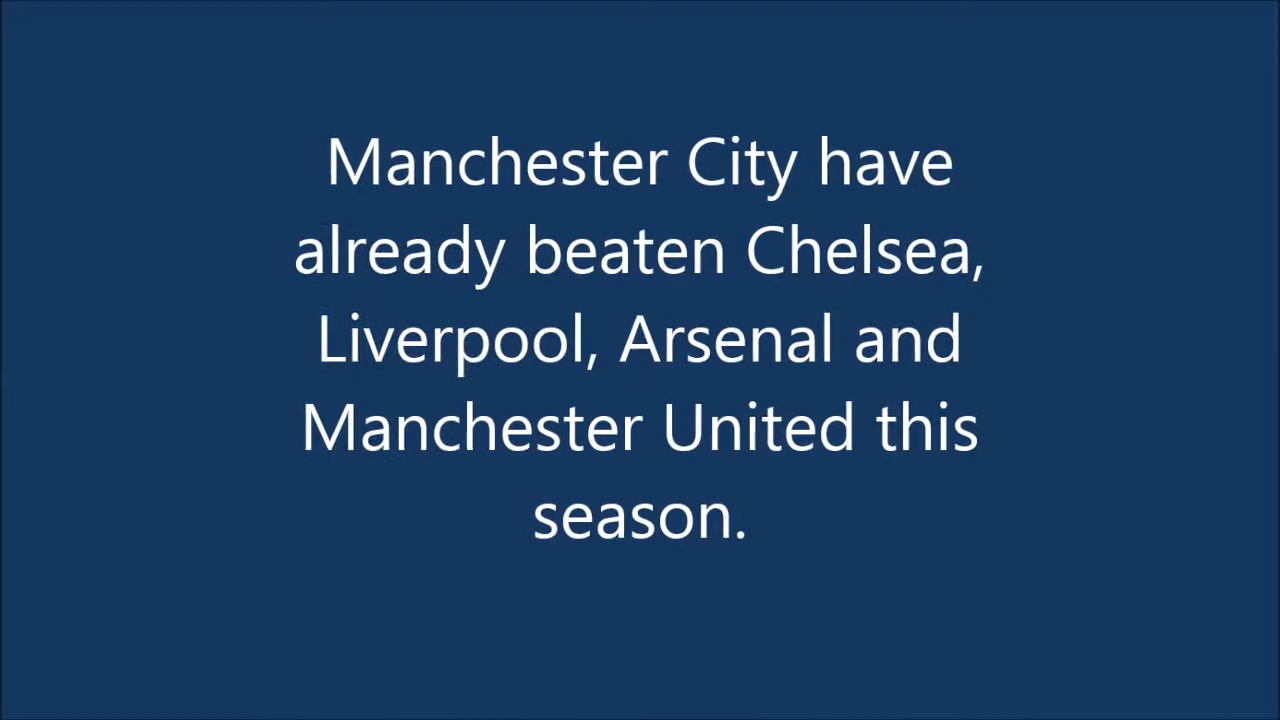 Manchester City have
already beaten Chelsea,
Liverpool, Arsenal and
Manchester United this
season.